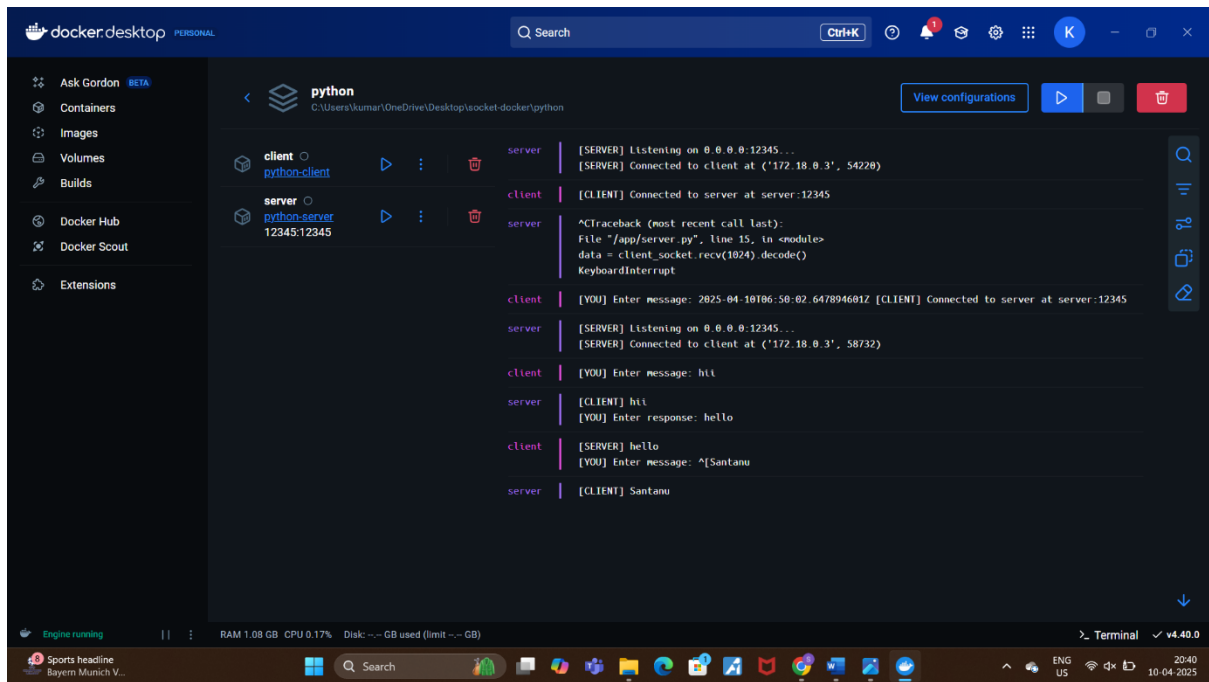 docker.desktop PERSONAL
Search
Ctrl+K
1
K
Ask Gordon BETA
Containers
Images
Volumes
Builds
Docker Hub
Docker Scout
Extensions
python
C:\Users\kumar\OneDrive\Desktop\socket-docker\python
View configurations
client
python-client
server
python-server
12345:12345
server [SERVER] Listening on 0.0.0.0:12345...
[SERVER] Connected to client at ('172.18.0.3', 54220)
client [CLIENT] Connected to server at server:12345
server ^CTraceback (most recent call last):
File "/app/server.py", line 15, in <module>
data = client_socket.recv(1024).decode()
KeyboardInterrupt
client [YOU] Enter message: 2025-04-10T06:50:02.647894601Z [CLIENT] Connected to server at server:12345
server [SERVER] Listening on 0.0.0.0:12345...
[SERVER] Connected to client at ('172.18.0.3', 58732)
client [YOU] Enter message: hii
server [CLIENT] hii
[YOU] Enter response: hello
client [SERVER] hello
[YOU] Enter message: ^[Santanu
server [CLIENT] Santanu
Engine running
RAM 1.08 GB CPU 0.17% Disk: --.-- GB used (limit --.-- GB)
>_ Terminal
v4.40.0
8
Sports headline
Bayern Munich V...
Search
ENG
US
20:40
10-04-2025